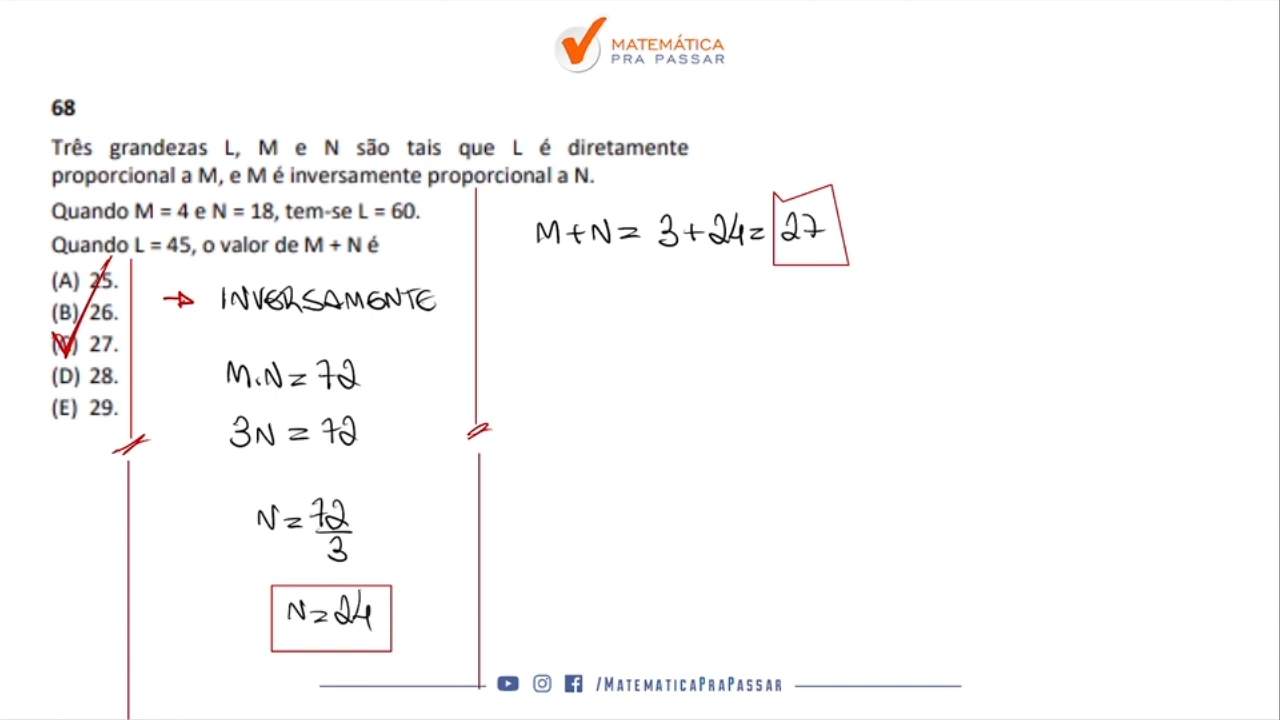 MATEMÁTICA
PRA PASSAR
68
Três grandezas L, M e N são tais que L é diretamente
proporcional a M, e M é inversamente proporcional a N.
Quando M = 4 e N = 18, tem-se L = 60.
Quando L = 45, o valor de M + N é
(A) 25.
(B) 26.
(C) 27.
(D) 28.
(E) 29.
→ INVERSAMENTE
M.N = 72
3N = 72
N = 72/3
N = 24
M+N = 3+24 = 27
/MATEMATICAPRAPASSAR